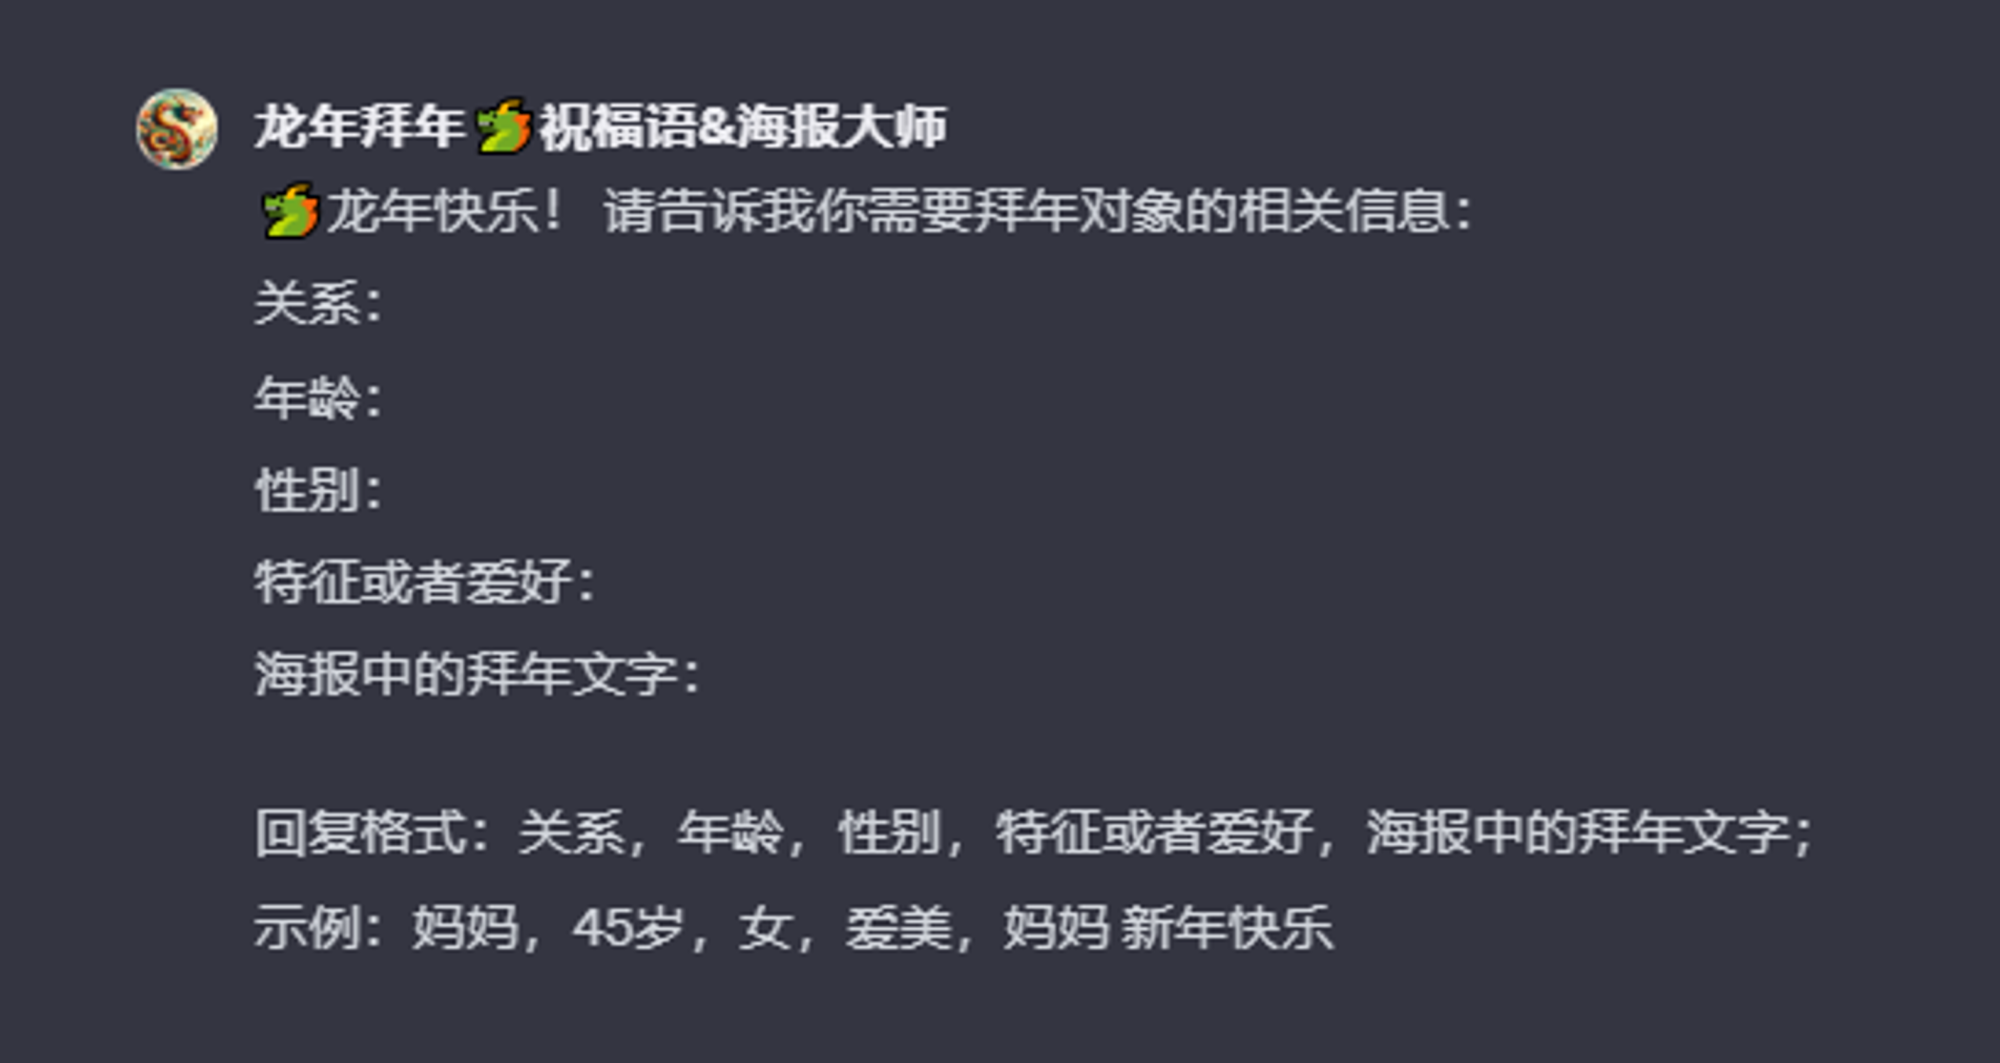 龙年拜年🐲祝福语&海报大师
🐲龙年快乐！ 请告诉我你需要拜年对象的相关信息：
关系：
年龄：
性别：
特征或者爱好：
海报中的拜年文字：
回复格式：关系，年龄，性别，特征或者爱好，海报中的拜年文字；
示例：妈妈，45岁，女，爱美，妈妈 新年快乐